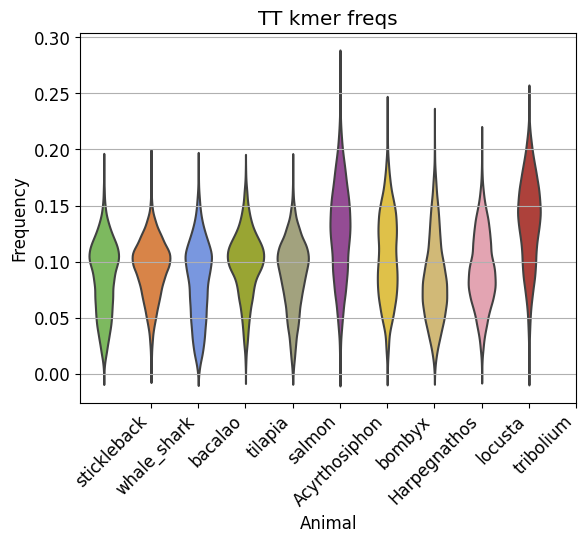 TT kmer freqs
0.30
0.25
0.20
0.15
0.10
0.05
0.00
Frequency
stickleback
whale_shark
bacalao
tilapia
salmon
Acyrthosiphon
bombyx
Harpegnathos
locusta
tribolium
Animal